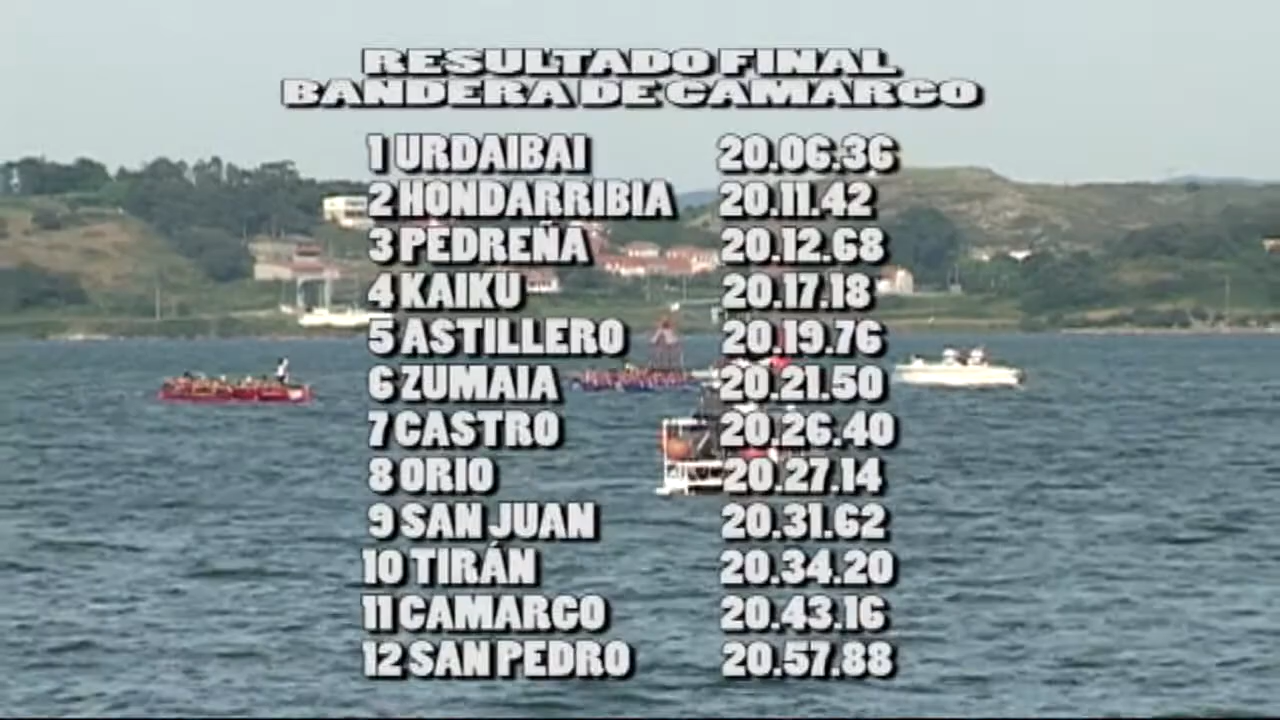 RESULTADO FINAL
BANDERA DE CAMARGO
1 URDAIBAI 20.06.36
2 HONDARRIBIA 20.11.42
3 PEDREÑA 20.12.68
4 KAIKU 20.17.18
5 ASTILLERO 20.19.76
6 ZUMAIA 20.21.50
7 CASTRO 20.26.40
8 ORIO 20.27.14
9 SAN JUAN 20.31.62
10 TIRÁN 20.34.20
11 CAMARGO 20.43.16
12 SAN PEDRO 20.57.88